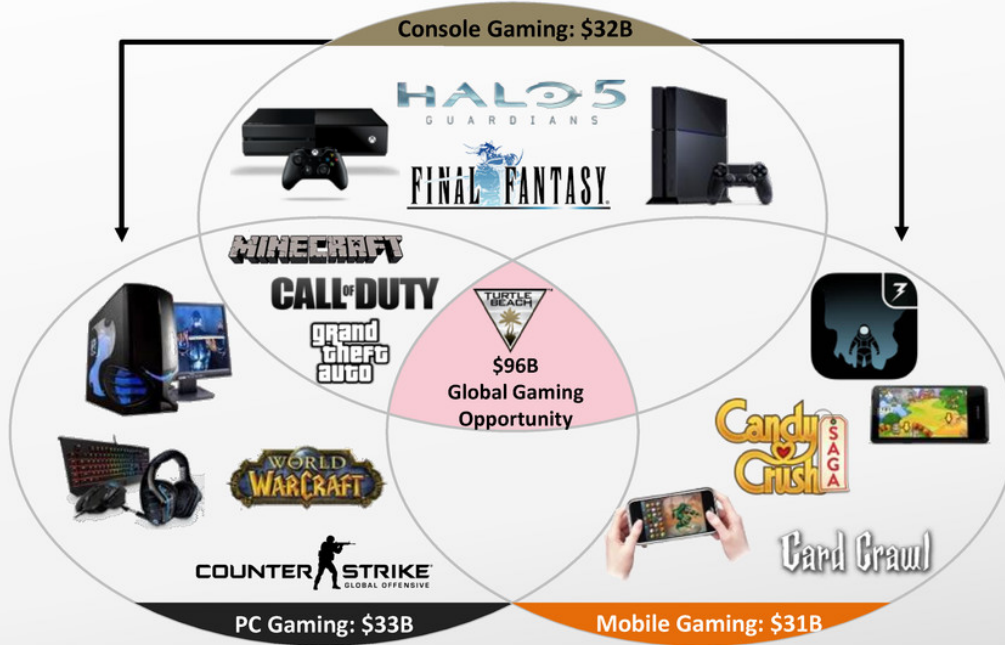 Console Gaming: $32B
HALO 5
GUARDIANS
FINAL FANTASY
MINECRAFT
CALL OF DUTY
grand
theft
auto
TURTLE
BEACH
$96B
Global Gaming
Opportunity
3
Candy
Crush
SAGA
WORLD
WARCRAFT
COUNTER STRIKE
GLOBAL OFFENSIVE
Card Crawl
PC Gaming: $33B
Mobile Gaming: $31B